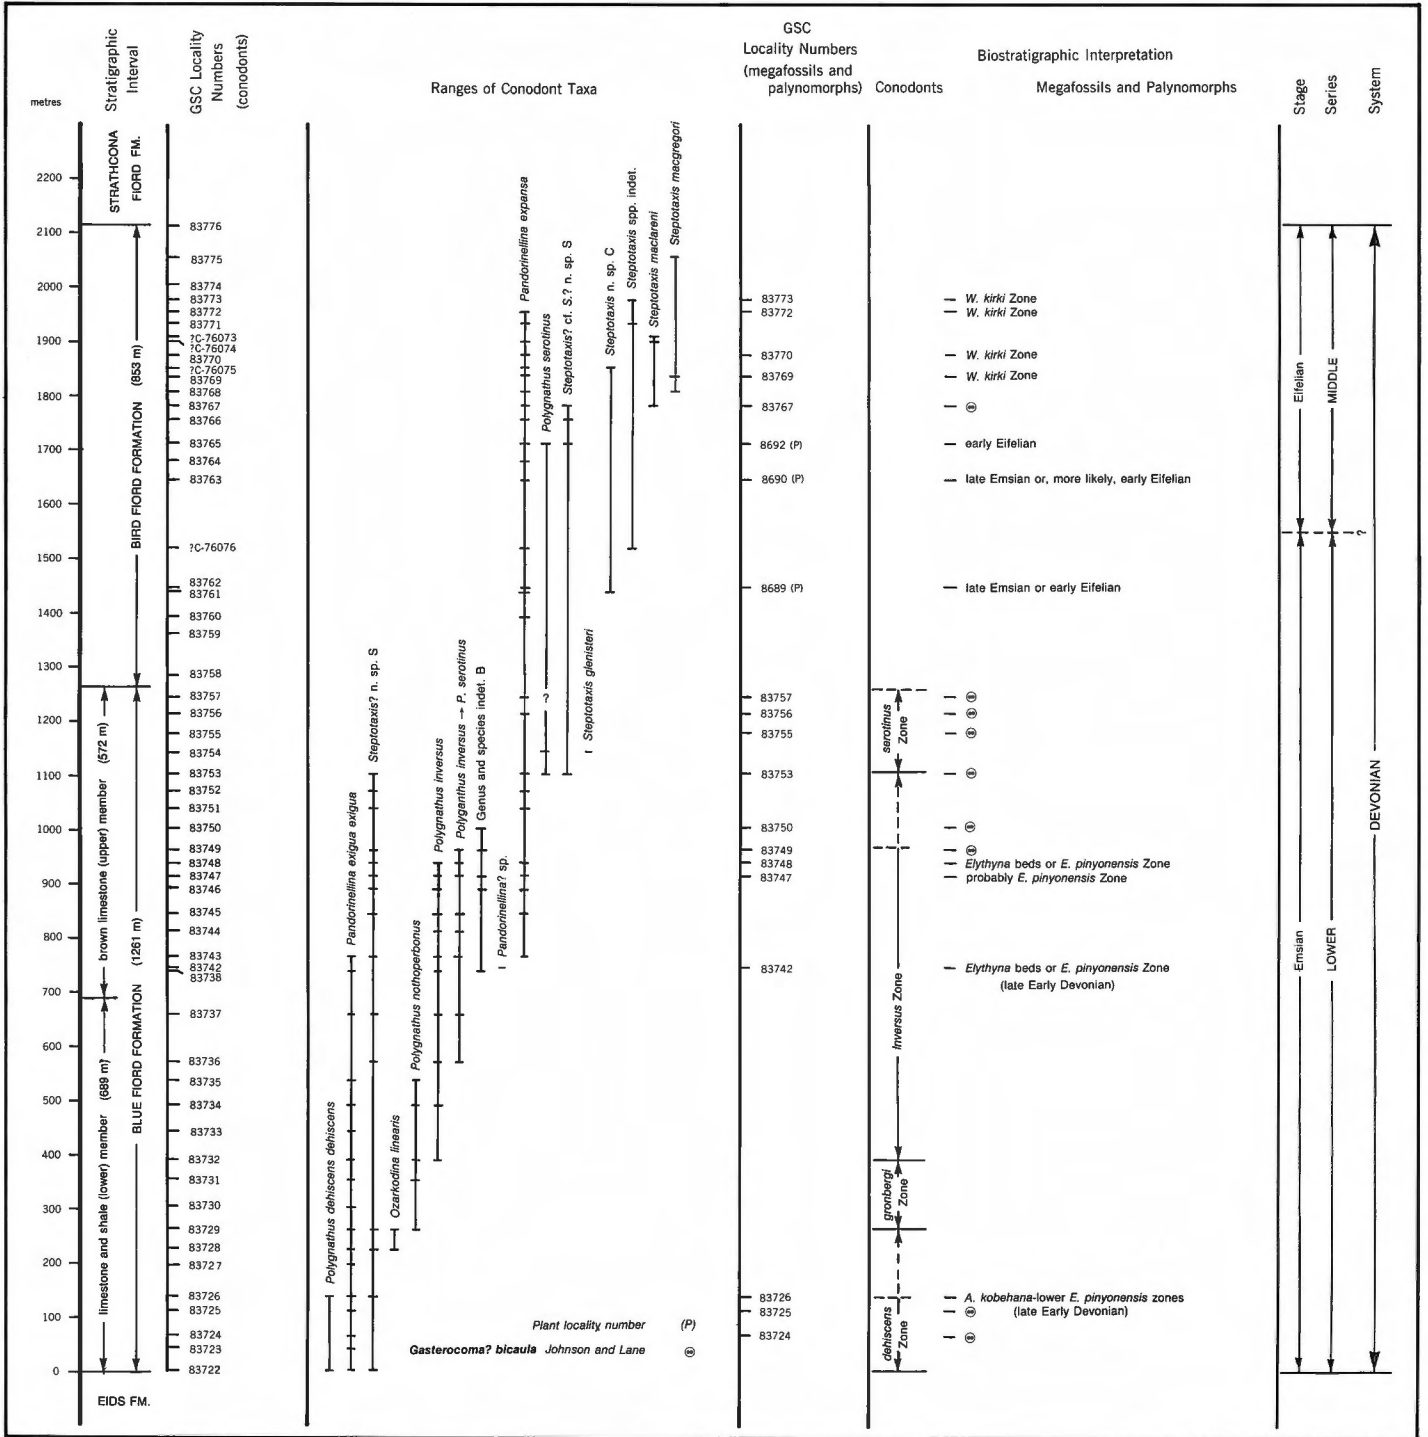 metres
Stratigraphic
Interval
GSC Locality
Numbers
(conodonts)
Ranges of Conodont Taxa
GSC
Locality Numbers
(megafossils and
palynomorphs)
Biostratigraphic Interpretation
Conodonts
Megafossils and Palynomorphs
Stage
Series
System
2200
2100
2000
1900
1800
1700
1600
1500
1400
1300
1200
1100
1000
900
800
700
600
500
400
300
200
100
0
STRATHCONA
FIORD FM.
BIRD FIORD FORMATION (853 m)
brown limestone (upper) member (572 m)
limestone and shale (lower) member (689 m)
BLUE FIORD FORMATION (1261 m)
EIDS FM.
83776
83775
83774
83773
83772
83771
?C-76073
?C-76074
83770
?C-76075
83769
83768
83767
83766
83765
83764
83763
?C-76076
83762
83761
83760
83759
83758
83757
83756
83755
83754
83753
83752
83751
83750
83749
83748
83747
83746
83745
83744
83743
83742
83738
83737
83736
83735
83734
83733
83732
83731
83730
83729
83728
83727
83726
83725
83724
83723
83722
Polygnathus dehiscens dehiscens
Pandorinellina exigua exigua
Steptotaxis? n. sp. S
Ozarkodina linearis
Polygnathus nothoperbonus
Polygnathus inversus
Polyganthus inversus → P. serotinus
Genus and species indet. B
Pandorinellina? sp.
Pandorinellina expansa
Polygnathus serotinus
?
Steptotaxis? cf. S.? n. sp. S
Steptotaxis glenisteri
Steptotaxis n. sp. C
Steptotaxis spp. indet.
Steptotaxis maclareni
Steptotaxis macgregori
Plant locality number (P)
Gasterocoma? bicaula Johnson and Lane
83773
83772
83770
83769
83767
8692 (P)
8690 (P)
8689 (P)
83757
83756
83755
83753
83750
83749
83748
83747
83742
83726
83725
83724
serotinus
Zone
inversus Zone
gronbergi
Zone
dehiscens
Zone
W. kirki Zone
W. kirki Zone
W. kirki Zone
W. kirki Zone
early Eifelian
late Emsian or, more likely, early Eifelian
late Emsian or early Eifelian
Elythyna beds or E. pinyonensis Zone
probably E. pinyonensis Zone
Elythyna beds or E. pinyonensis Zone
(late Early Devonian)
A. kobehana-lower E. pinyonensis zones
(late Early Devonian)
Eifelian
MIDDLE
?
Emsian
LOWER
DEVONIAN